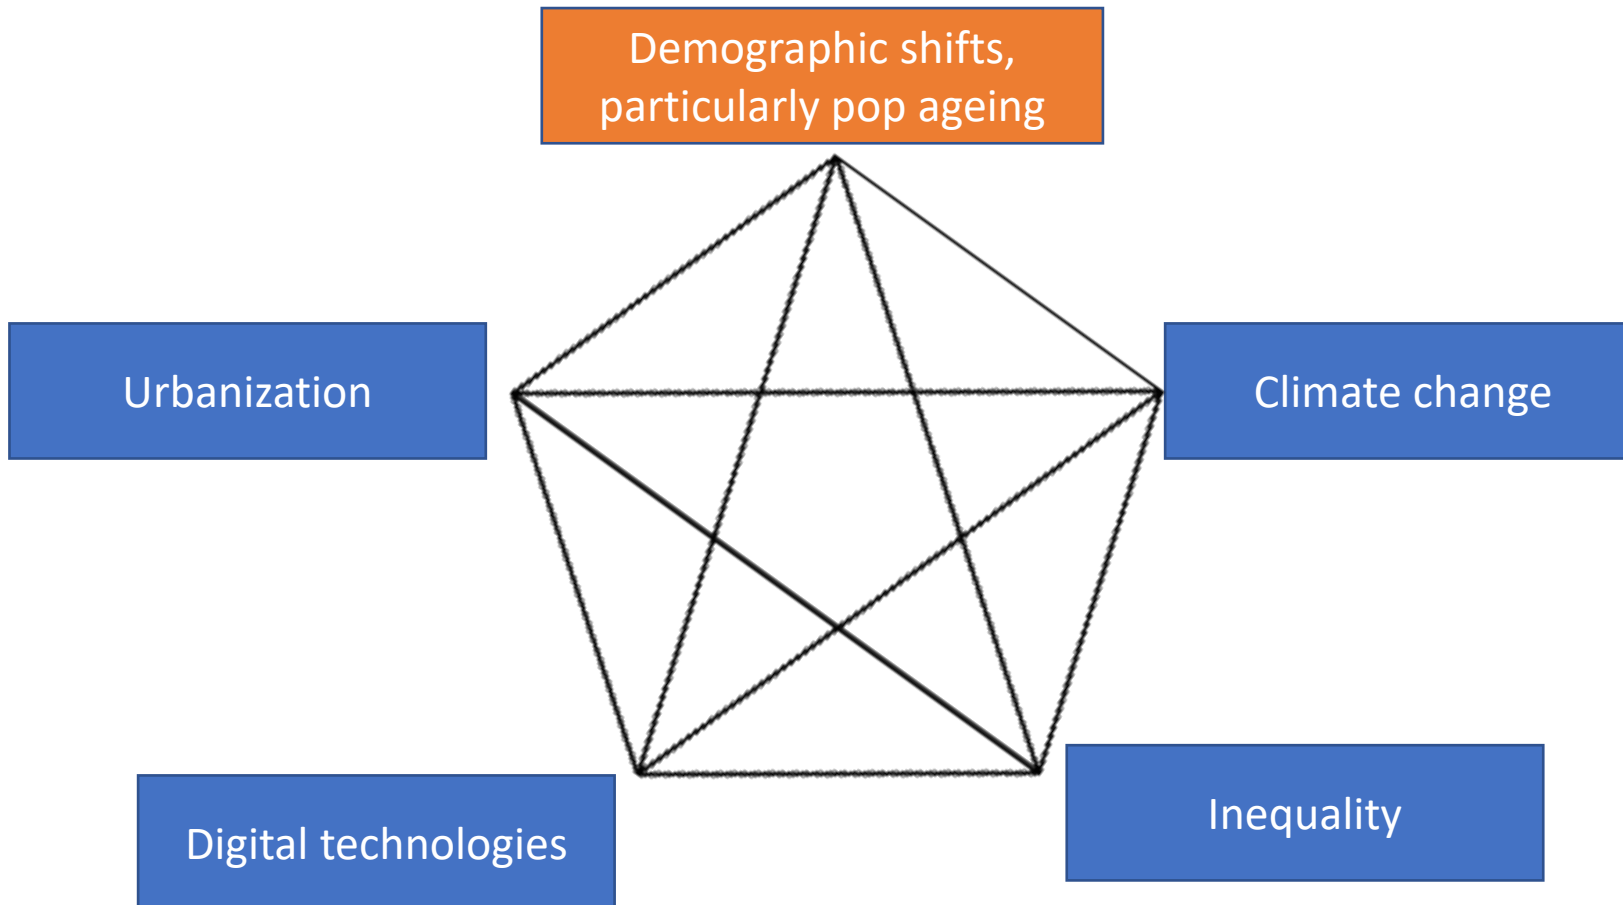 Demographic shifts,
particularly pop ageing
Urbanization
Climate change
Digital technologies
Inequality